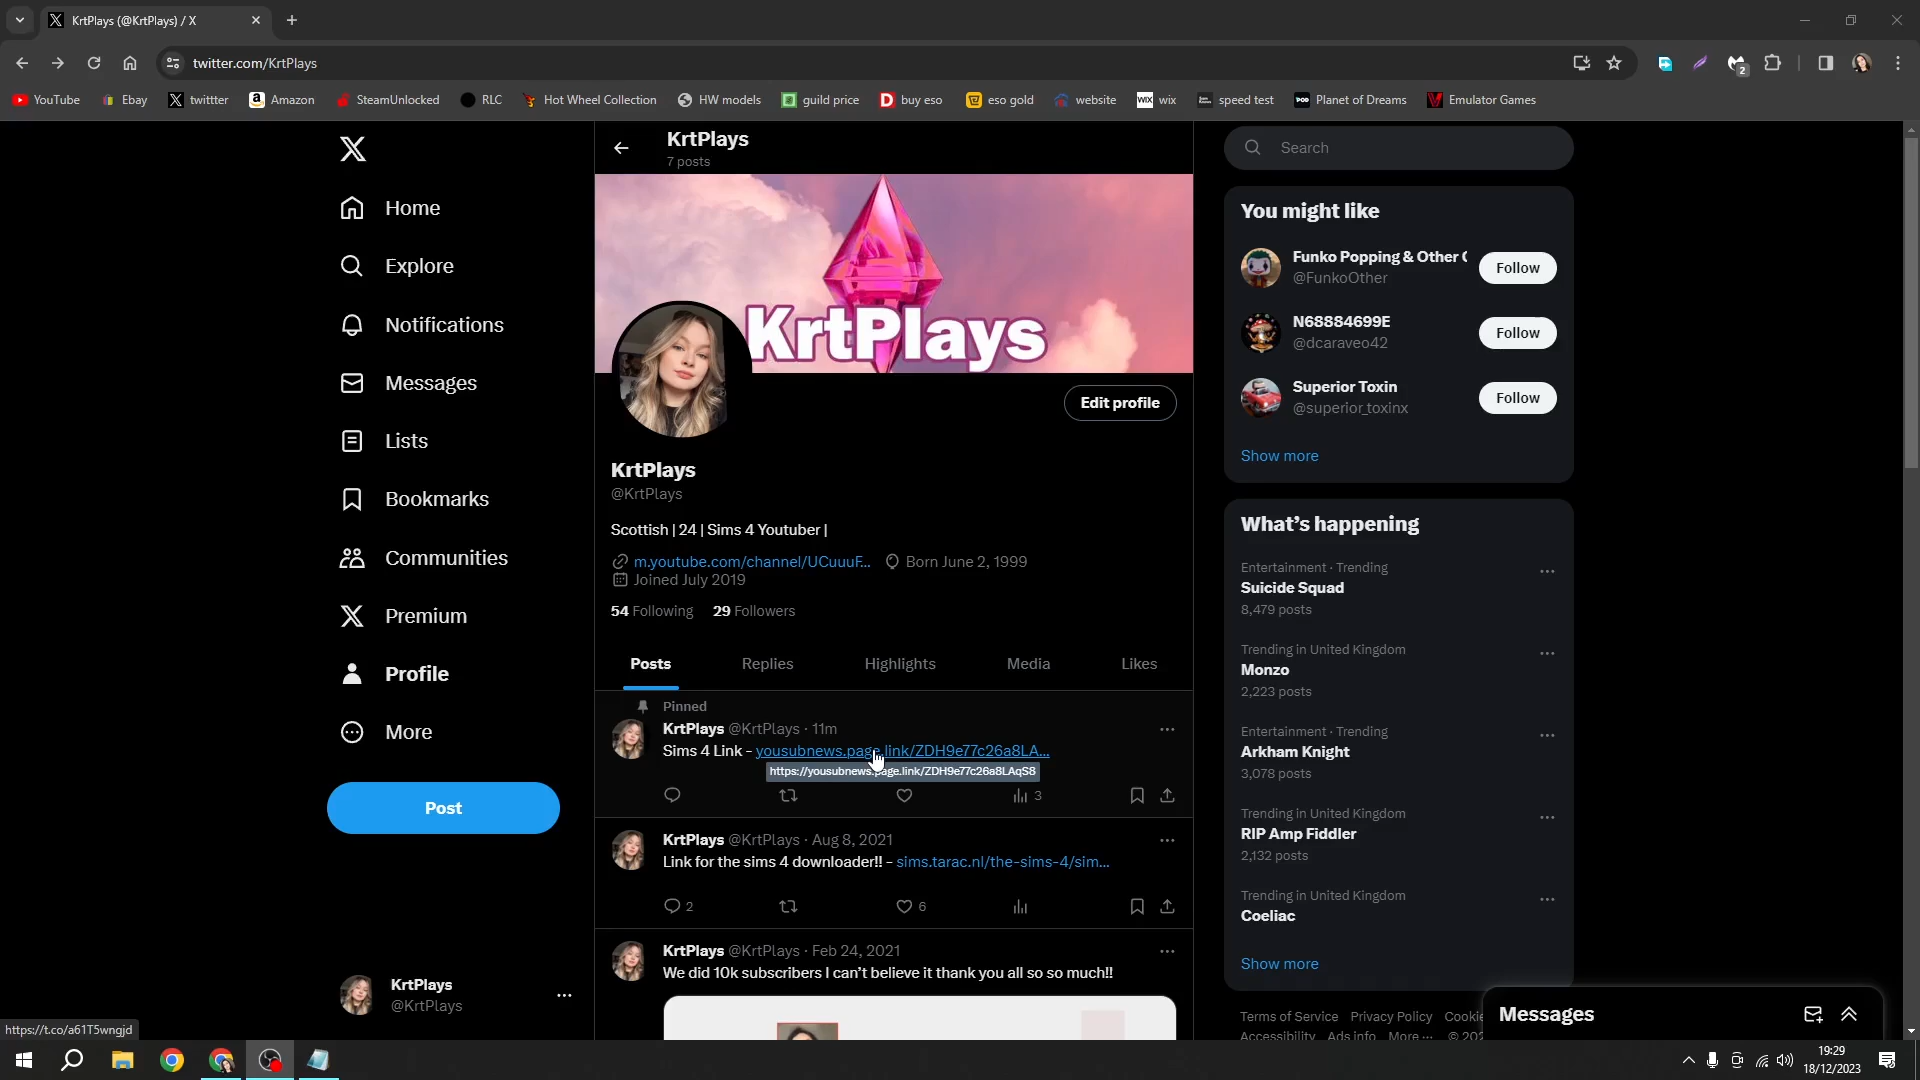 KrtPlays (@KrtPlays) / X
twitter.com/KrtPlays
2
YouTube
Ebay
twittter
Amazon
SteamUnlocked
RLC
Hot Wheel Collection
HW models
guild price
buy eso
eso gold
website
WIX wix
speed test
Planet of Dreams
Emulator Games
Home
Explore
Notifications
Messages
Lists
Bookmarks
Communities
Premium
Profile
More
Post
KrtPlays
@KrtPlays
https://t.co/a61T5wngjd
KrtPlays
7 posts
KrtPlays
Edit profile
KrtPlays
@KrtPlays
Scottish | 24 | Sims 4 Youtuber |
m.youtube.com/channel/UCuuuF... Born June 2, 1999
Joined July 2019
54 Following 29 Followers
Posts Replies Highlights Media Likes
Pinned
KrtPlays @KrtPlays · 11m
Sims 4 Link - yousubnews.page.link/ZDH9e77c26a8LA...
https://yousubnews.page.link/ZDH9e77c26a8LAqS8
3
KrtPlays @KrtPlays · Aug 8, 2021
Link for the sims 4 downloader!! - sims.tarac.nl/the-sims-4/sim...
2 6
KrtPlays @KrtPlays · Feb 24, 2021
We did 10k subscribers I can't believe it thank you all so so much!!
Search
You might like
Funko Popping & Other
@FunkoOther
Follow
N68884699E
@dcaraveo42
Follow
Superior Toxin
@superior_toxinx
Follow
Show more
What's happening
Entertainment · Trending
Suicide Squad
8,479 posts
Trending in United Kingdom
Monzo
2,223 posts
Entertainment · Trending
Arkham Knight
3,078 posts
Trending in United Kingdom
RIP Amp Fiddler
2,132 posts
Trending in United Kingdom
Coeliac
Show more
Terms of Service Privacy Policy Cookie
Accessibility Ads info More ··· © 202
Messages
19:29
18/12/2023